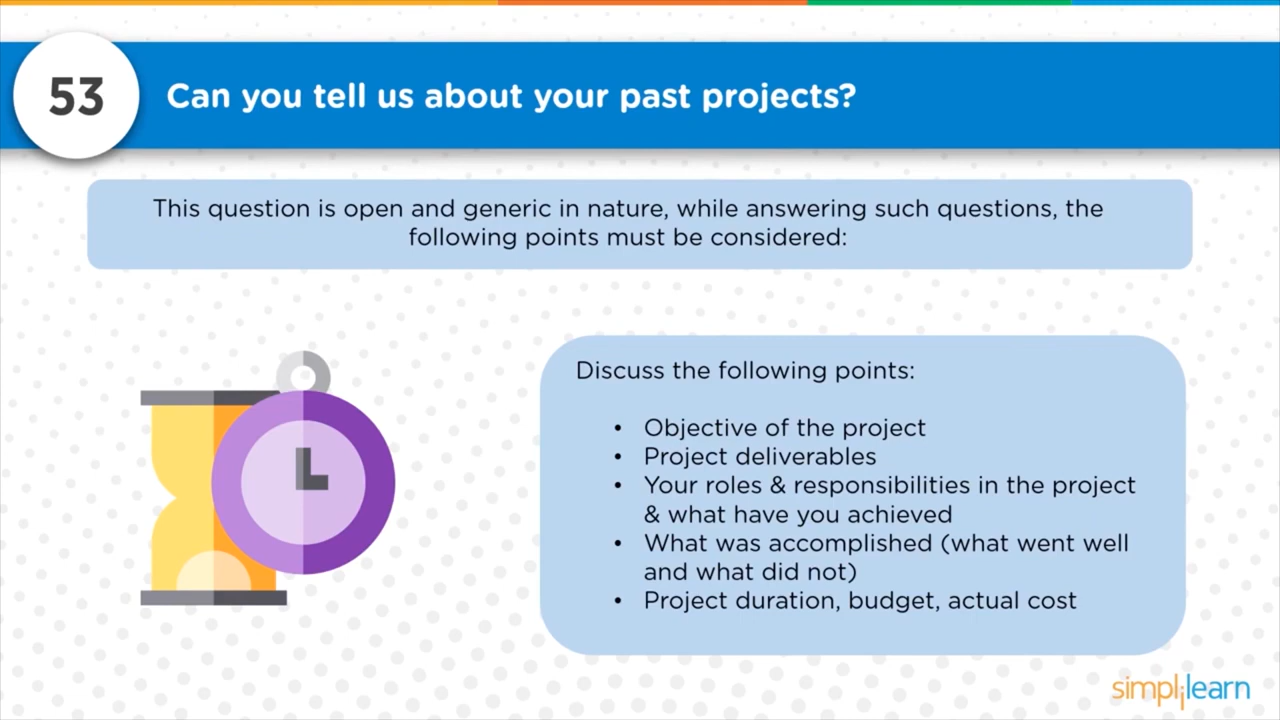 53
Can you tell us about your past projects?
This question is open and generic in nature, while answering such questions, the
following points must be considered:
Discuss the following points:
• Objective of the project
• Project deliverables
• Your roles & responsibilities in the project
& what have you achieved
• What was accomplished (what went well
and what did not)
• Project duration, budget, actual cost
simplilearn